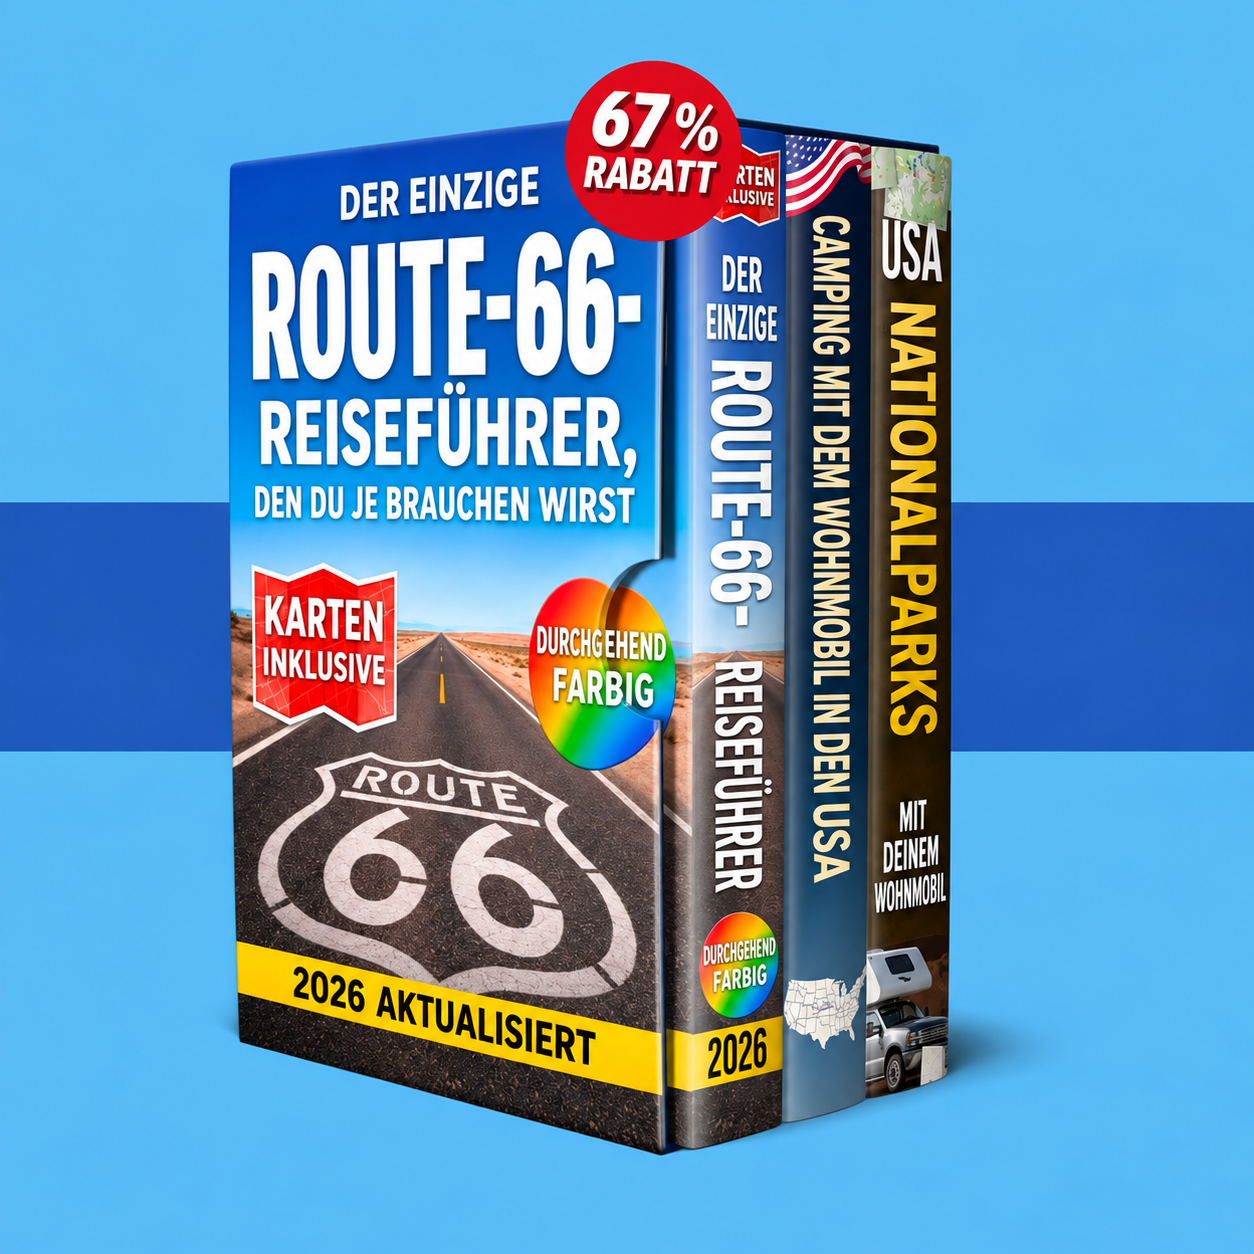 67%
RABATT
DER EINZIGE
ROUTE-66-
REISEFÜHRER,
DEN DU JE BRAUCHEN WIRST
KARTEN
INKLUSIVE
DURCHGEHEND
FARBIG
ROUTE
66
2026 AKTUALISIERT
RTEN
KLUSIVE
DER
EINZIGE
ROUTE-66-
REISEFÜHRER
DURCHGEHEND
FARBIG
2026
CAMPING MIT DEM WOHNMOBIL IN DEN USA
USA
NATIONALPARKS
MIT
DEINEM
WOHNMOBIL